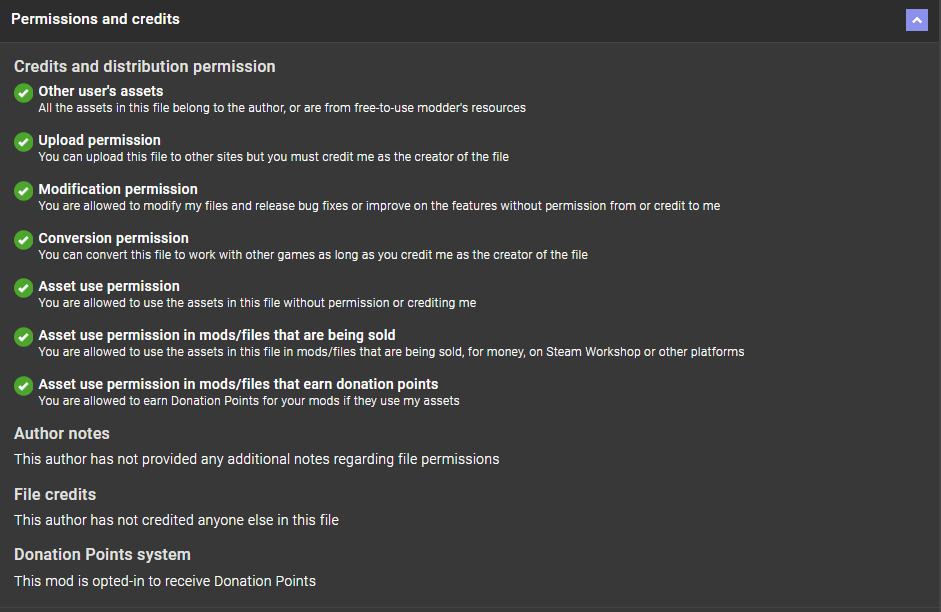 Permissions and credits
Credits and distribution permission
Other user's assets
All the assets in this file belong to the author, or are from free-to-use modder's resources
Upload permission
You can upload this file to other sites but you must credit me as the creator of the file
Modification permission
You are allowed to modify my files and release bug fixes or improve on the features without permission from or credit to me
Conversion permission
You can convert this file to work with other games as long as you credit me as the creator of the file
Asset use permission
You are allowed to use the assets in this file without permission or crediting me
Asset use permission in mods/files that are being sold
You are allowed to use the assets in this file in mods/files that are being sold, for money, on Steam Workshop or other platforms
Asset use permission in mods/files that earn donation points
You are allowed to earn Donation Points for your mods if they use my assets
Author notes
This author has not provided any additional notes regarding file permissions
File credits
This author has not credited anyone else in this file
Donation Points system
This mod is opted-in to receive Donation Points